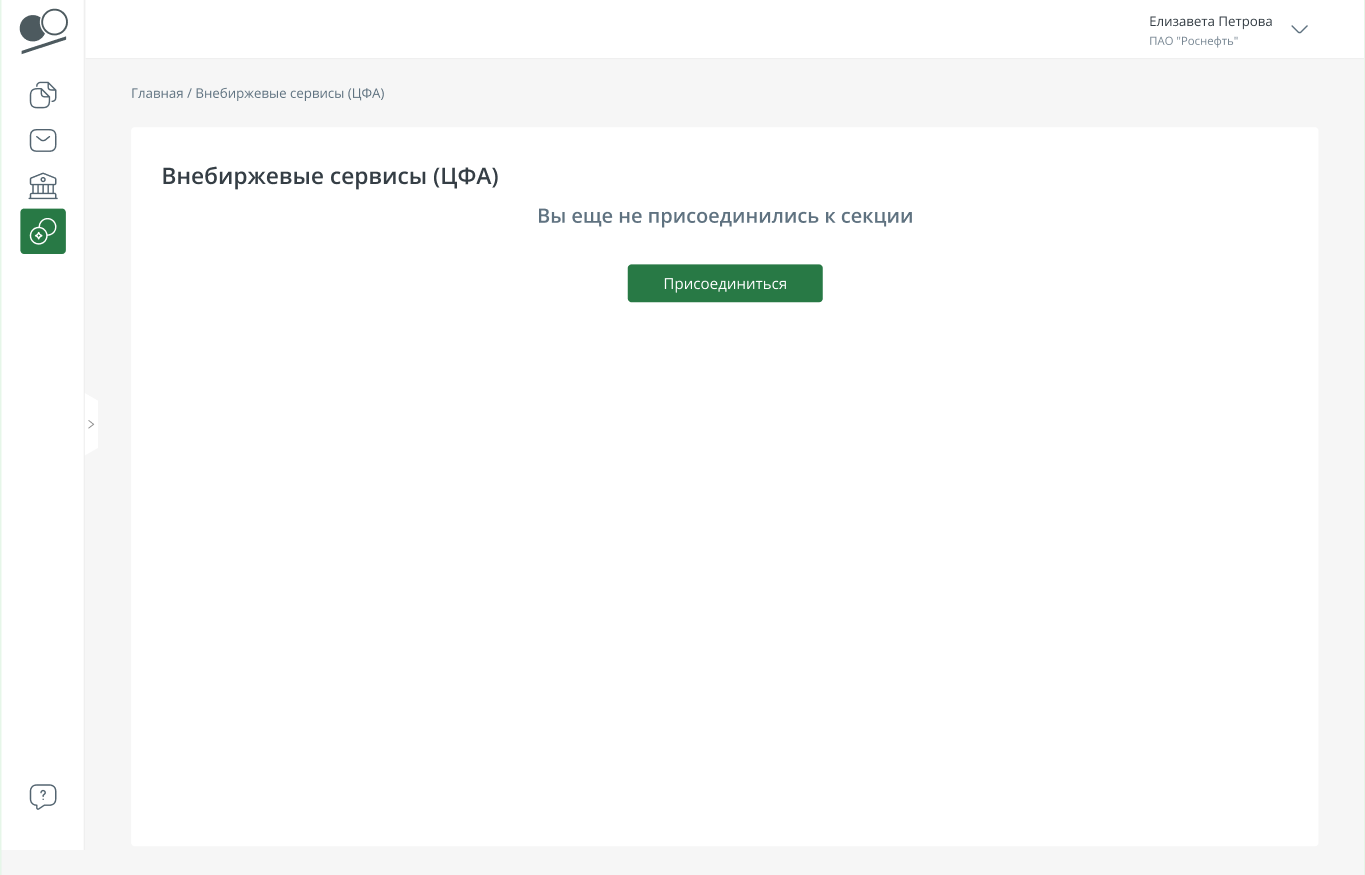 Елизавета Петрова
ПАО "Роснефть"
Главная / Внебиржевые сервисы (ЦФА)
Внебиржевые сервисы (ЦФА)
Вы еще не присоединились к секции
Присоединиться
>
?